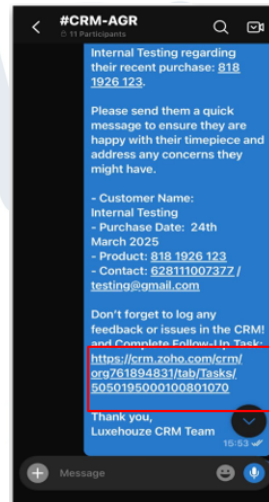 #CRM-AGR
11 Participants
Internal Testing regarding
their recent purchase: 818
1926 123.
Please send them a quick
message to ensure they are
happy with their timepiece and
address any concerns they
might have.
- Customer Name:
Internal Testing
- Purchase Date: 24th
March 2025
- Product: 818 1926 123
- Contact: 628111007377 /
testing@gmail.com
Don't forget to log any
feedback or issues in the CRM!
and Complete Follow-Up Task:
https://crm.zoho.com/crm/
org761894831/tab/Tasks/
5050195000100801070
Thank you,
Luxehouze CRM Team
15:53
Message